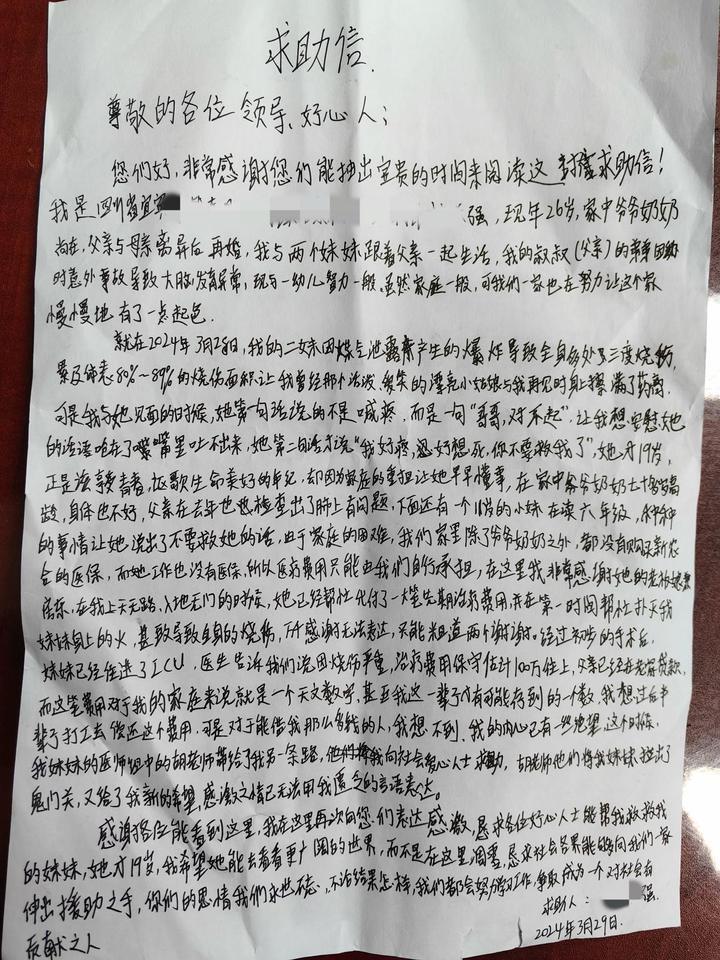 求助信.
尊敬的各位领导、好心人；
您们好，非常感谢您们能抽出宝贵的时间来阅读这封求助信！
我是四川省宜宾 强，现年26岁，家中爷爷奶奶
尚在，父亲与母亲离异后再婚，我与两个妹妹跟着父亲一起生活，我的叔叔（父亲）的弟弟因幼
时意外事故导致大脑发育异常，现与一幼儿智力一般。虽然家庭一般，可我们一家也在努力让这个家
慢慢地有了一点起色.
就在2024年3月28日，我的二妹因煤气泄露产生的爆炸导致全身多处三度烧伤，
累及体表80%~89%的烧伤面积让我曾经那个活泼、爱笑的漂亮小姑娘与我再见时身上擦满了药膏.
可是我与她见面的时候，她第一句话说的不是喊疼，而是一句“哥哥，对不起”，让我想安慰她
的话语呛在了嘴里吐不出来，她第二句话才说“我好疼，好想死，你不要救我了”，她才19岁，
正是读青春，讴歌生命美好的年纪，却因为家庭的重担让她早早懂事，在家中爷爷奶奶七十多岁高
龄，身体也不好，父亲在去年也检查出了肺上有问题，下面还有一个11岁的小妹在读六年级，种种
的事情让她说出了不要救她的话，由于家庭的困难，我们家里除了爷爷奶奶之外，都没有购买新农
合的医保，而她工作也没有医保，所以医疗费用只能由我们自行承担，在这里我非常感谢她的老板
房东，在我上天无路，入地无门的时候，她已经帮忙支付了一大笔先期治疗费用并在第一时间帮忙扑灭我
妹妹身上的火，甚致导致自身的烧伤，千感谢无法表达，只能来道两个谢谢。经过初步的手术后，
妹妹已经住进了ICU，医生告诉我们说因烧伤严重，治疗费用保守估计100万往上，父亲已经在老家贷款，
而这笔费用对于我的家庭来说就是一个天文数字，甚至我这一辈子没有可能存到的一个数，我想过后半
辈子打工去偿还这个费用，可是对于能借我那么多钱的人，我想不到，我的内心已有一些绝望，这个时候，
我妹妹的医师组中的胡老师带给了我另一条路，他们将我向社会爱心人士求助，胡老师他们将我妹妹拉出了
鬼门关，又给了我新的希望，感激之情已无法用我匮乏的言语表达。
感谢各位能看到这里，我在这里再次向您们表达感激，恳求各位好心人士能帮我救救我
的妹妹，她才19岁，我希望她能去看看更广阔的世界，而不是在这里凋零，恳求社会各界能够向我们一家
伸出援助之手，你们的恩情我们永世不忘，不论结果怎样，我们都会努力学习工作，争取成为一个对社会有
贡献之人
求助人： 强.
2024年3月29日.